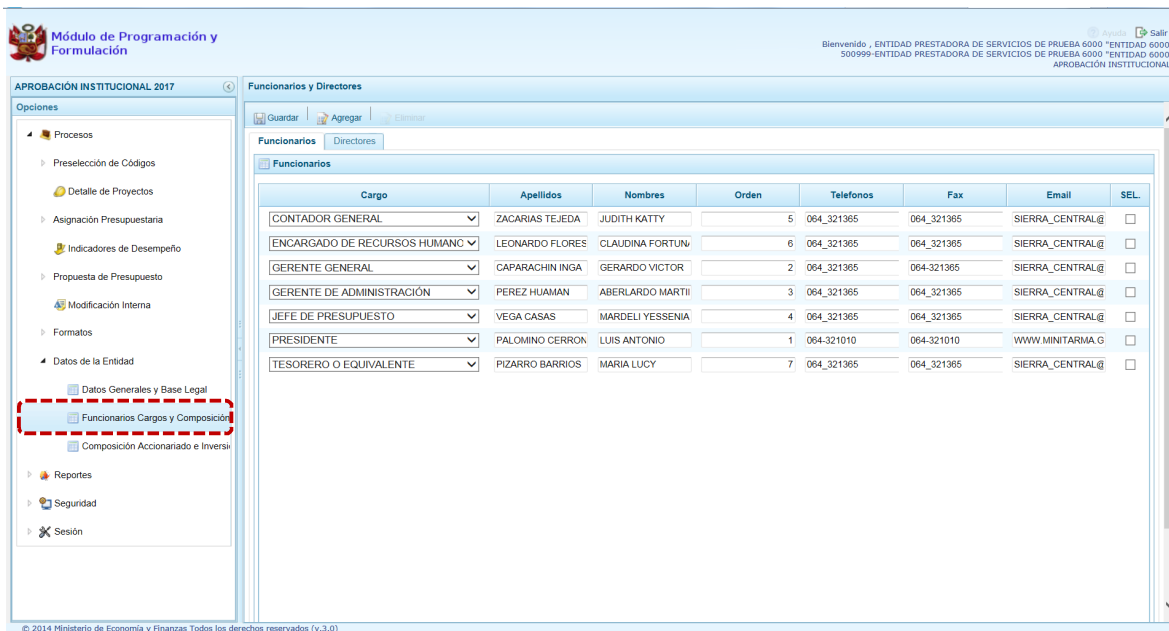 Módulo de Programación y
Formulación
Ayuda Salir
Bienvenido , ENTIDAD PRESTADORA DE SERVICIOS DE PRUEBA 6000 "ENTIDAD 6000
500999-ENTIDAD PRESTADORA DE SERVICIOS DE PRUEBA 6000 "ENTIDAD 6000
APROBACIÓN INSTITUCIONAL
APROBACIÓN INSTITUCIONAL 2017
Opciones
Procesos
Preselección de Códigos
Detalle de Proyectos
Asignación Presupuestaria
Indicadores de Desempeño
Propuesta de Presupuesto
Modificación Interna
Formatos
Datos de la Entidad
Datos Generales y Base Legal
Funcionarios Cargos y Composición
Composición Accionariado e Inversi
Reportes
Seguridad
Sesión
Funcionarios y Directores
Guardar Agregar Eliminar
Funcionarios Directores
Funcionarios
Cargo Apellidos Nombres Orden Telefonos Fax Email SEL.
CONTADOR GENERAL ZACARIAS TEJEDA JUDITH KATTY 5 064_321365 064_321365 SIERRA_CENTRAL@
ENCARGADO DE RECURSOS HUMANO LEONARDO FLORES CLAUDINA FORTUNA 6 064_321365 064_321365 SIERRA_CENTRAL@
GERENTE GENERAL CAPARACHIN INGA GERARDO VICTOR 2 064_321365 064-321365 SIERRA_CENTRAL@
GERENTE DE ADMINISTRACIÓN PEREZ HUAMAN ABERLARDO MARTII 3 064_321365 064_321365 SIERRA_CENTRAL@
JEFE DE PRESUPUESTO VEGA CASAS MARDELI YESSENIA 4 064_321365 064_321365 SIERRA_CENTRAL@
PRESIDENTE PALOMINO CERRON LUIS ANTONIO 1 064-321010 064-321010 WWW.MINITARMA.G
TESORERO O EQUIVALENTE PIZARRO BARRIOS MARIA LUCY 7 064_321365 064_321365 SIERRA_CENTRAL@
© 2014 Ministerio de Economía y Finanzas Todos los derechos reservados (v.3.0)